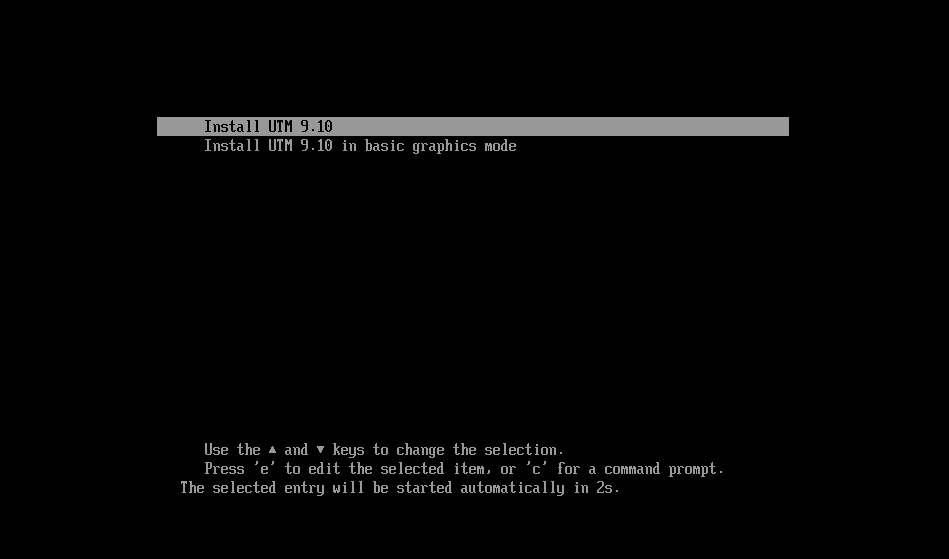 Install UTM 9.10
Install UTM 9.10 in basic graphics mode
Use the ▲ and ▼ keys to change the selection.
Press 'e' to edit the selected item, or 'c' for a command prompt.
The selected entry will be started automatically in 2s.